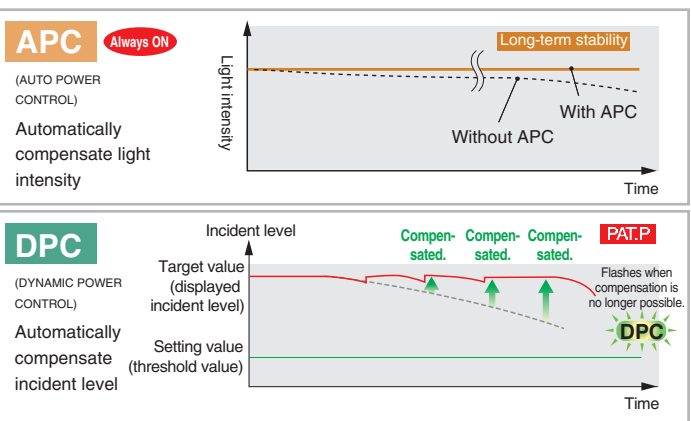 APC
Always ON
(AUTO POWER
CONTROL)
Automatically
compensate light
intensity
Light intensity
Long-term stability
With APC
Without APC
Time
DPC
(DYNAMIC POWER
CONTROL)
Automatically
compensate
incident level
Incident level
Target value
(displayed
incident level)
Setting value
(threshold value)
Compen-
sated.
Compen-
sated.
Compen-
sated.
PAT.P
Flashes when
compensation is
no longer possible.
DPC
Time